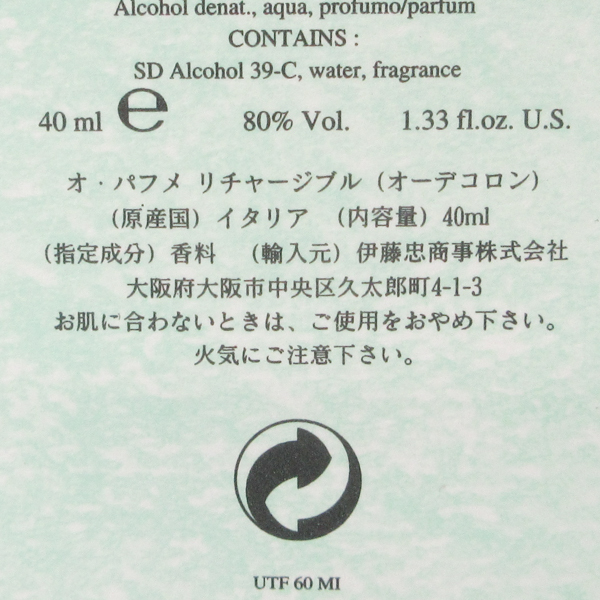 Alcohol denat., aqua, profumo/parfum
CONTAINS :
SD Alcohol 39-C, water, fragrance
40 ml ℮ 80% Vol. 1.33 fl.oz. U.S.
オ・パフメ リチャージブル（オーデコロン）
（原産国）イタリア （内容量）40ml
（指定成分）香料 （輸入元）伊藤忠商事株式会社
大阪府大阪市中央区久太郎町4-1-3
お肌に合わないときは、ご使用をおやめ下さい。
火気にご注意下さい。
UTF 60 MI